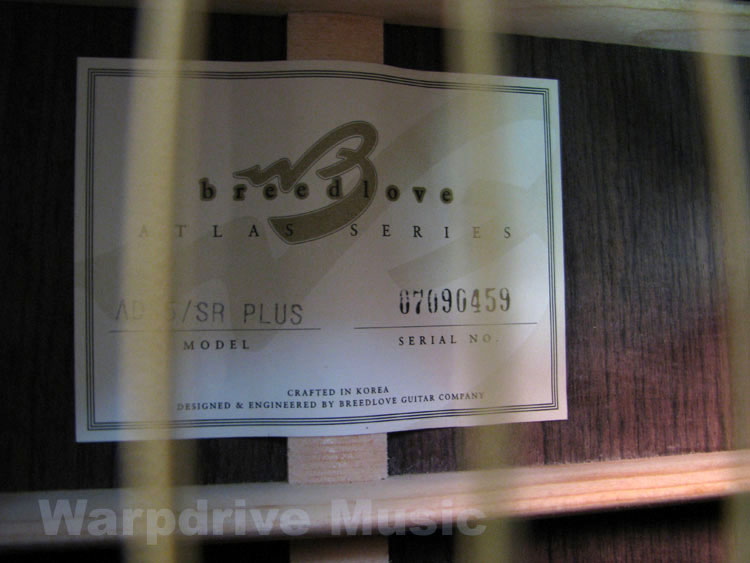 breedlove
ATLAS SERIES
/SR PLUS
07090459
MODEL
SERIAL NO.
CRAFTED IN KOREA
DESIGNED & ENGINEERED BY BREEDLOVE GUITAR COMPANY
Warpdrive Music